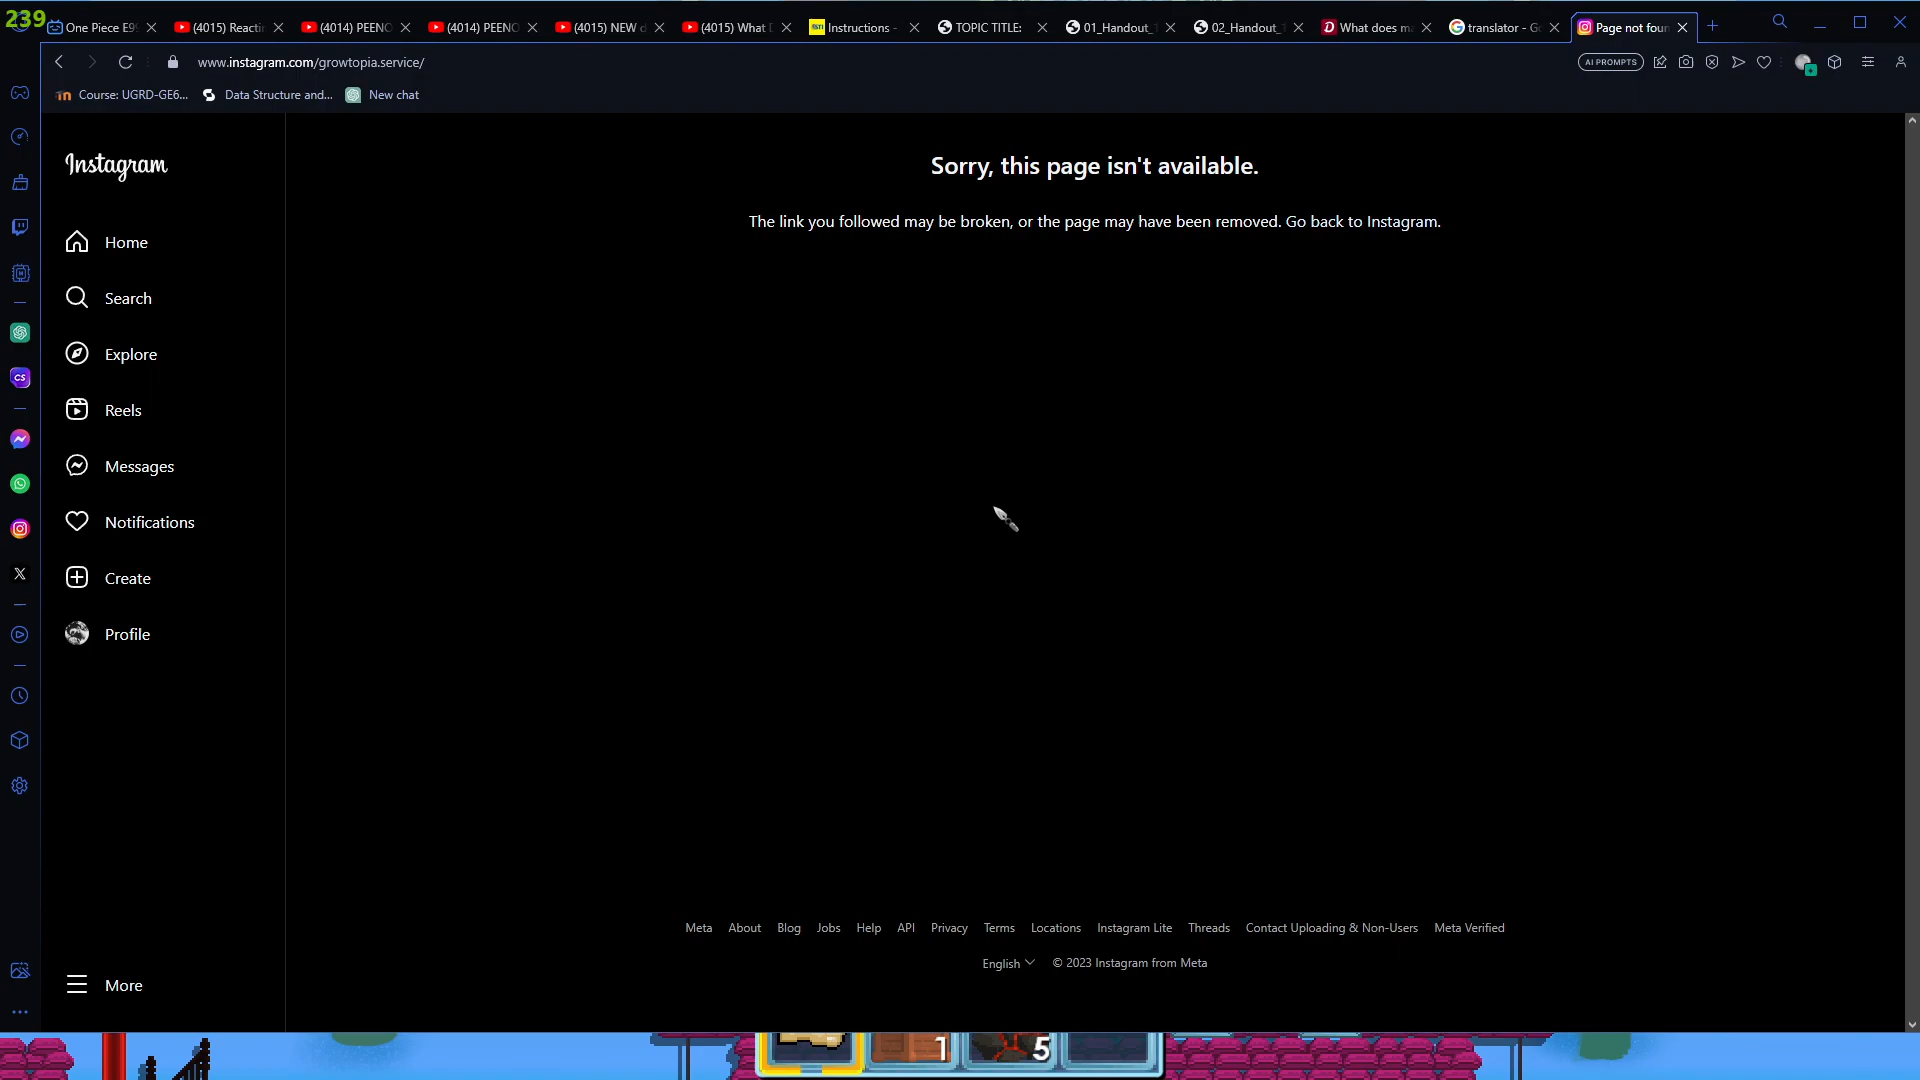 239
One Piece E9
(4015) Reacti
(4014) PEENO
(4014) PEENO
(4015) NEW d
(4015) What D
Instructions -
TOPIC TITLE:
01_Handout_1
02_Handout_1
What does m
translator - Go
Page not foun
www.instagram.com/growtopia.service/
AI PROMPTS
Course: UGRD-GE6...
Data Structure and...
New chat
Instagram
Sorry, this page isn't available.
The link you followed may be broken, or the page may have been removed. Go back to Instagram.
Home
Search
Explore
Reels
Messages
Notifications
Create
Profile
More
Meta About Blog Jobs Help API Privacy Terms Locations Instagram Lite Threads Contact Uploading & Non-Users Meta Verified
English © 2023 Instagram from Meta
CS
1
5